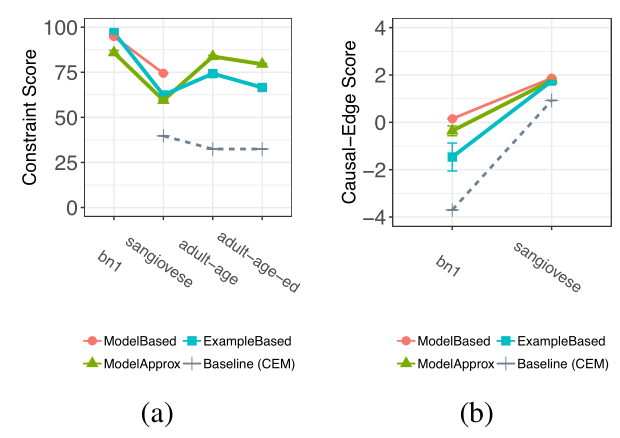 Constraint Score
100
75
50
25
0
bn1
sangiovese
adult−age
adult−age−ed
ModelBased ExampleBased
ModelApprox Baseline (CEM)
(a)
Causal−Edge Score
4
2
0
−2
−4
bn1
sangiovese
ModelBased ExampleBased
ModelApprox Baseline (CEM)
(b)